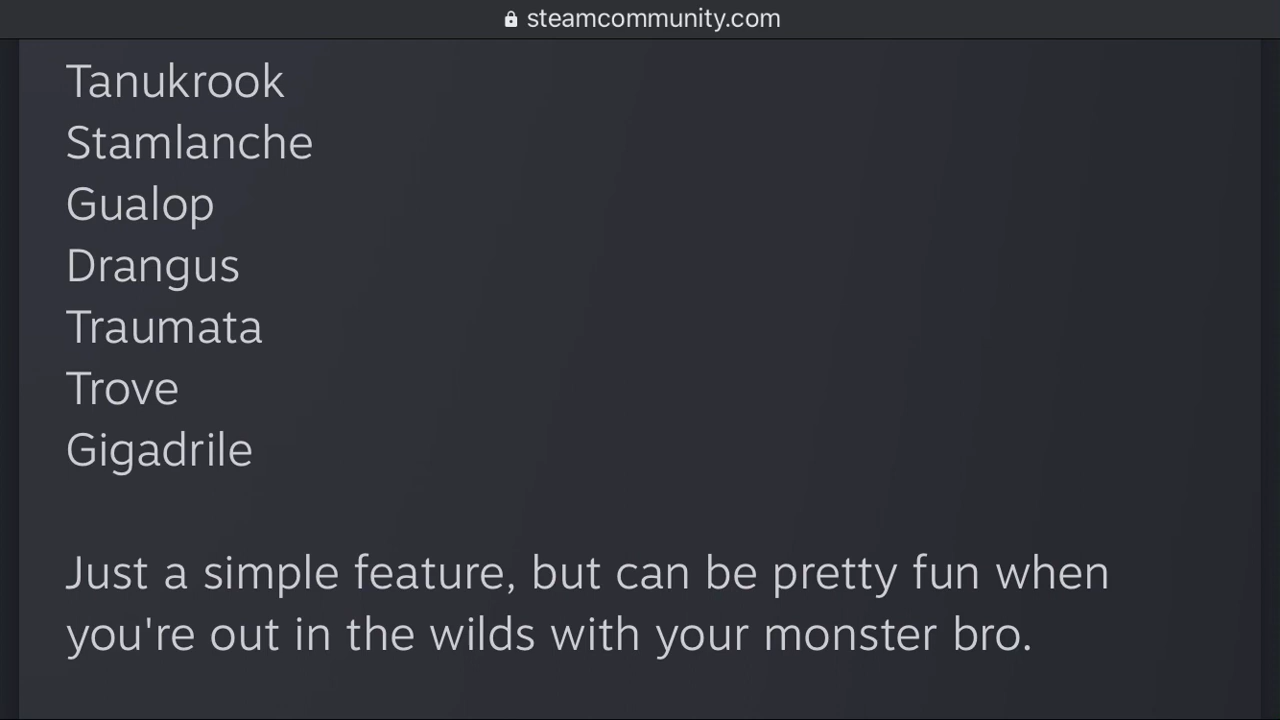 steamcommunity.com
Tanukrook
Stamlanche
Gualop
Drangus
Traumata
Trove
Gigadrile
Just a simple feature, but can be pretty fun when
you're out in the wilds with your monster bro.